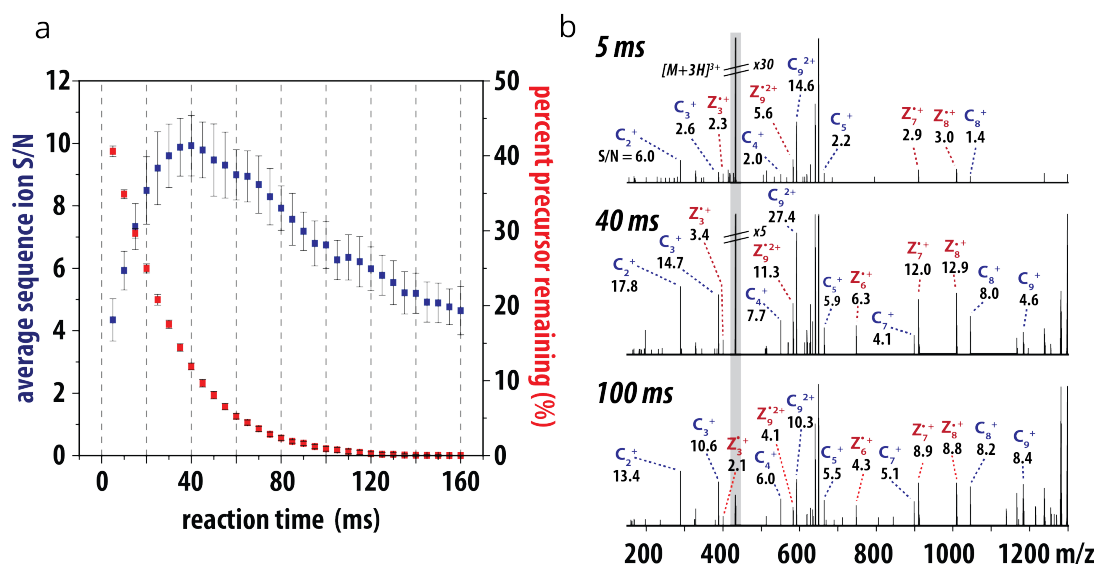 a
average sequence ion S/N
12
10
8
6
4
2
0
50
40
30
20
10
0
percent precursor remaining (%)
0 40 80 120 160
reaction time (ms)
b
5 ms
[M+3H]3+
x30
C2+
S/N = 6.0
C3+
2.6
Z3•+
2.3
C4+
2.0
Z9•2+
5.6
C92+
14.6
C5+
2.2
Z7•+
2.9
Z8•+
3.0
C8+
1.4
40 ms
x5
C2+
17.8
C3+
14.7
Z3•+
3.4
C4+
7.7
Z9•2+
11.3
C92+
27.4
C5+
5.9
Z6•+
6.3
C7+
4.1
Z7•+
12.0
Z8•+
12.9
C8+
8.0
C9+
4.6
100 ms
C2+
13.4
C3+
10.6
Z3•+
2.1
C4+
6.0
Z9•2+
4.1
C92+
10.3
C5+
5.5
Z6•+
4.3
C7+
5.1
Z7•+
8.9
Z8•+
8.8
C8+
8.2
C9+
8.4
200 400 600 800 1000 1200 m/z